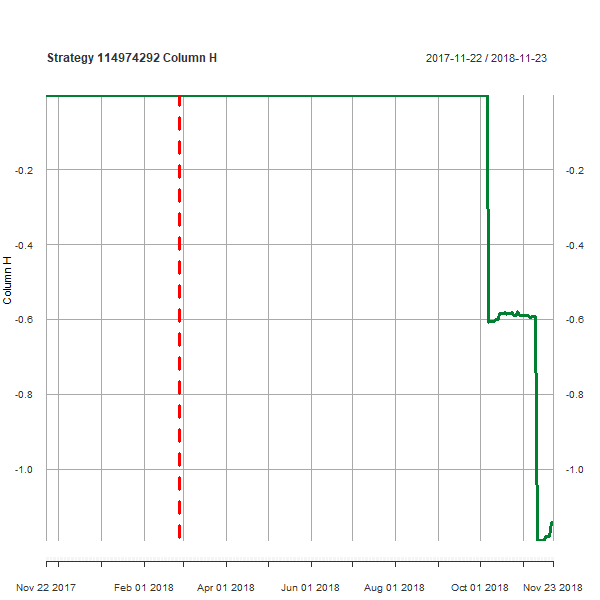 Strategy 114974292 Column H
2017-11-22 / 2018-11-23
-0.2 -0.2
-0.4 -0.4
-0.6 -0.6
-0.8 -0.8
-1.0 -1.0
Column H
Nov 22 2017 Feb 01 2018 Apr 01 2018 Jun 01 2018 Aug 01 2018 Oct 01 2018 Nov 23 2018